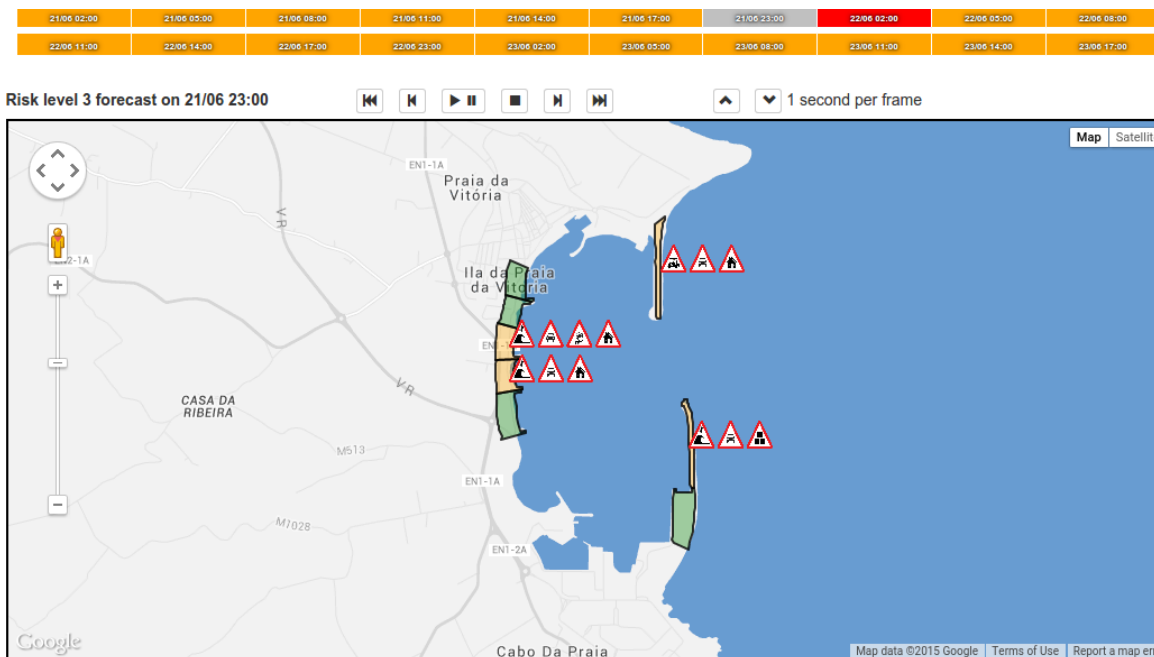 21/06 02:00 21/06 05:00 21/06 08:00 21/06 11:00 21/06 14:00 21/06 17:00 21/06 23:00 22/06 02:00 22/06 05:00 22/06 08:00
22/06 11:00 22/06 14:00 22/06 17:00 22/06 23:00 23/06 02:00 23/06 05:00 23/06 08:00 23/06 11:00 23/06 14:00 23/06 17:00
Risk level 3 forecast on 21/06 23:00
1 second per frame
Map Satellit
EN1-1A
Praia da
Vitória
V R
EN2-1A
Ila da Praia
da Vitória
EN1-1
V R
CASA DA
RIBEIRA
M513
EN1-1A
M1028
EN1-2A
Cabo Da Praia
Google
Map data ©2015 Google Terms of Use Report a map er